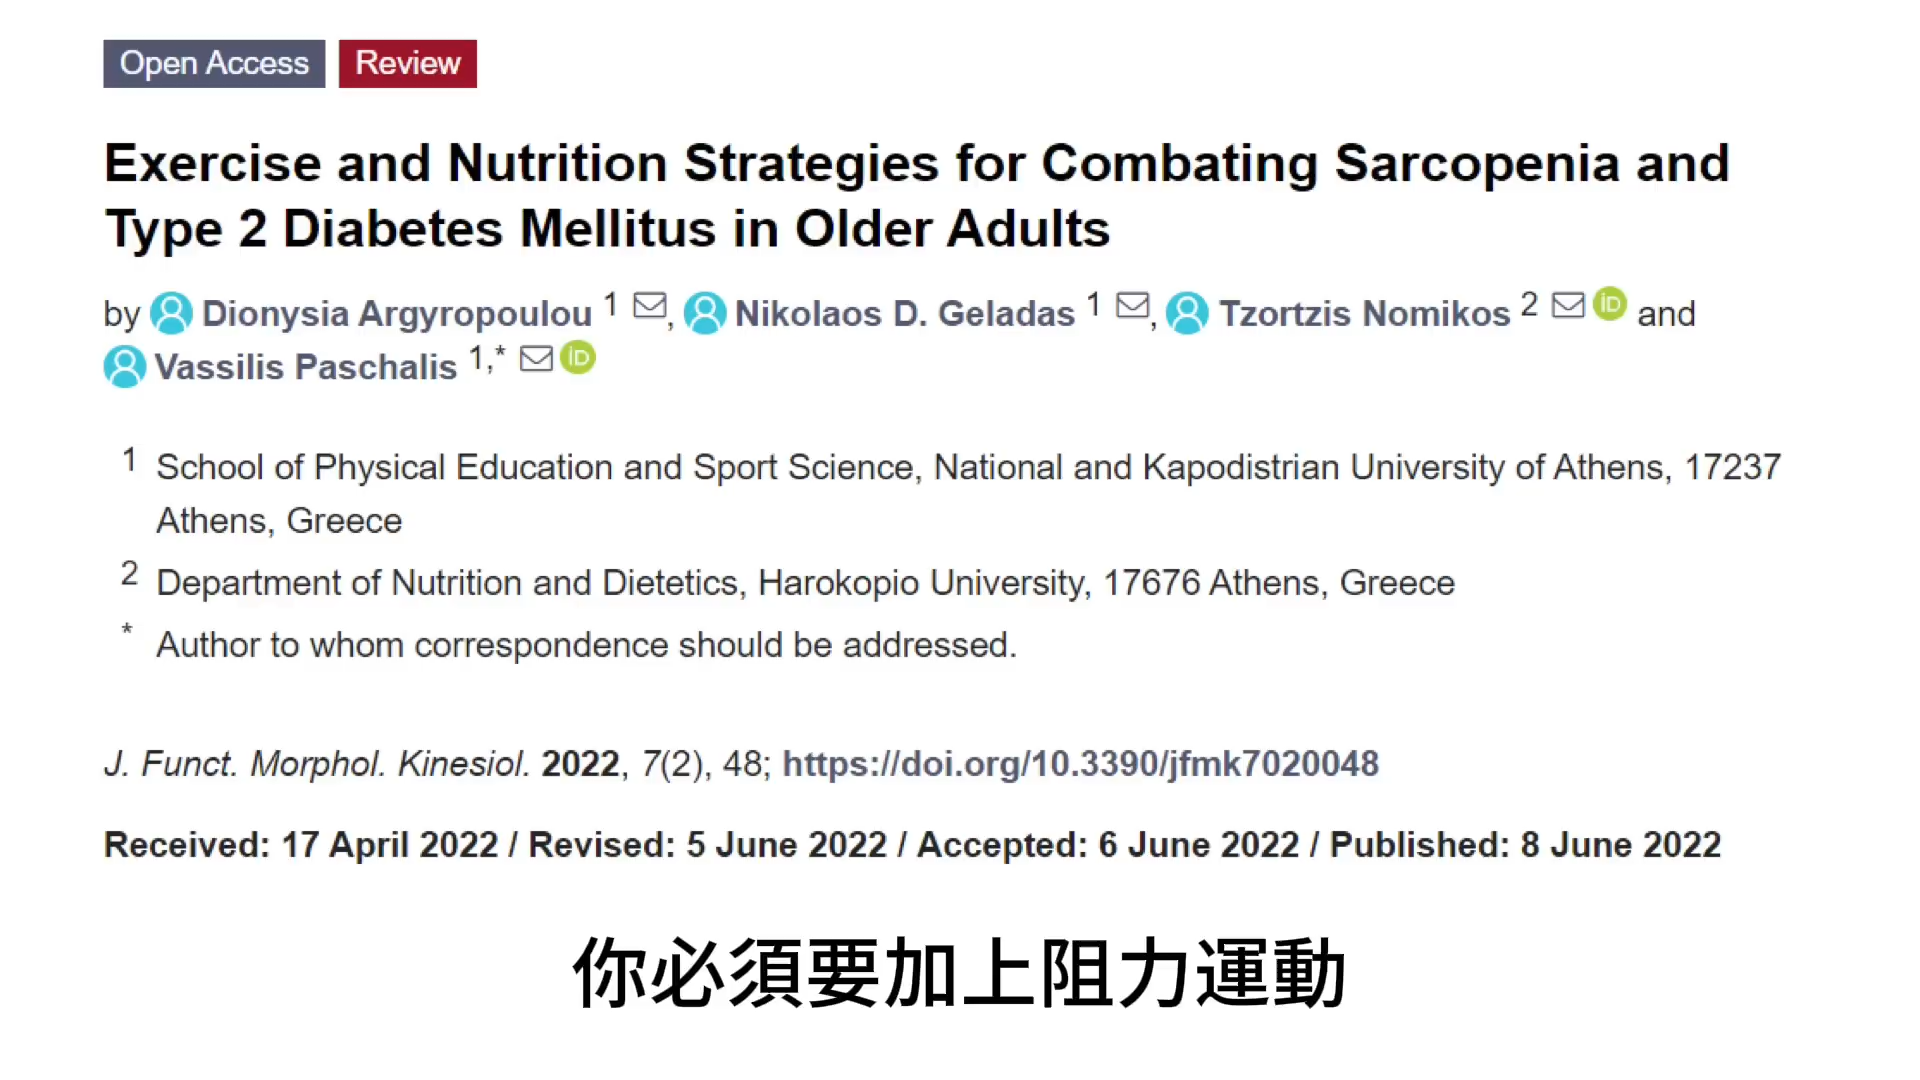 Open Access Review
Exercise and Nutrition Strategies for Combating Sarcopenia and
Type 2 Diabetes Mellitus in Older Adults
by Dionysia Argyropoulou 1 , Nikolaos D. Geladas 1 , Tzortzis Nomikos 2 iD and
Vassilis Paschalis 1,* iD
1 School of Physical Education and Sport Science, National and Kapodistrian University of Athens, 17237
Athens, Greece
2 Department of Nutrition and Dietetics, Harokopio University, 17676 Athens, Greece
* Author to whom correspondence should be addressed.
J. Funct. Morphol. Kinesiol. 2022, 7(2), 48; https://doi.org/10.3390/jfmk7020048
Received: 17 April 2022 / Revised: 5 June 2022 / Accepted: 6 June 2022 / Published: 8 June 2022
你必須要加上阻力運動